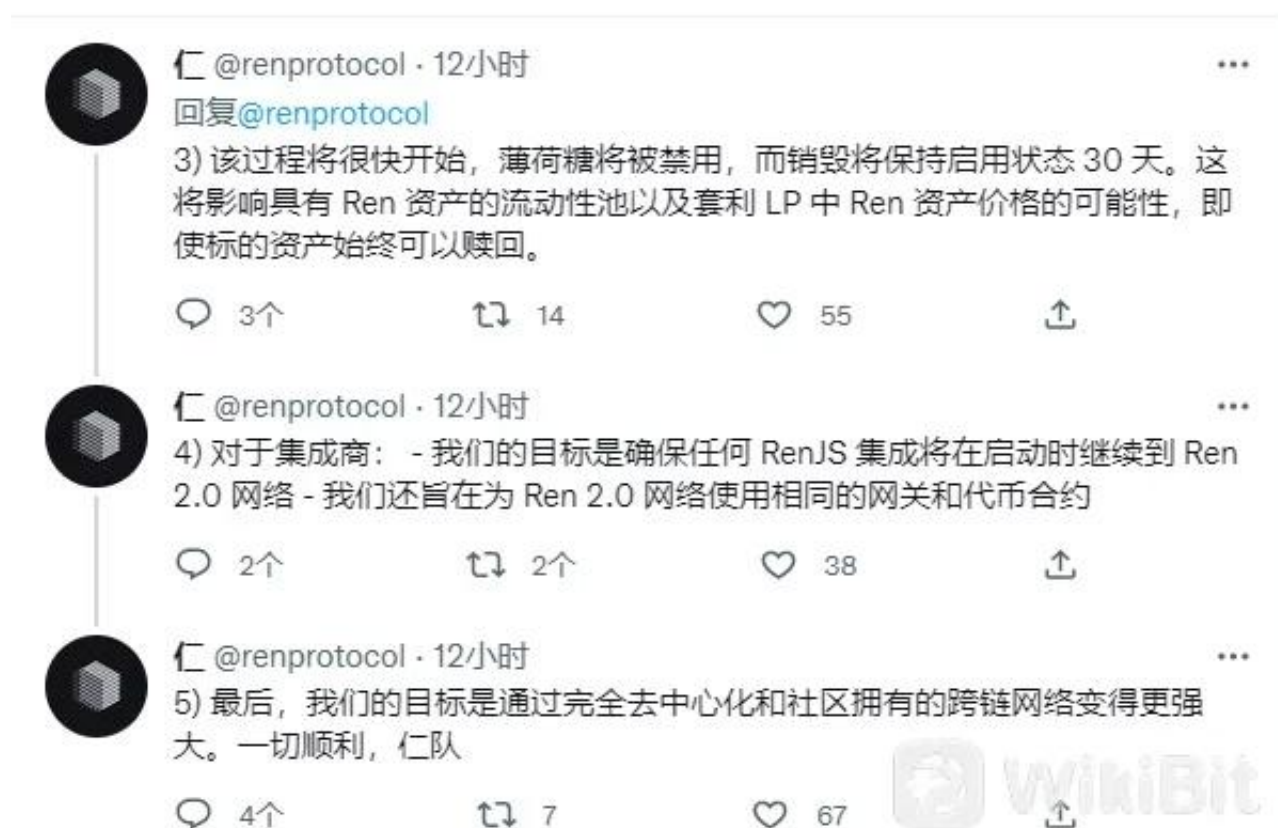 仁 @renprotocol · 12小时
回复@renprotocol
3) 该过程将很快开始，薄荷糖将被禁用，而销毁将保持启用状态 30 天。这
将影响具有 Ren 资产的流动性池以及套利 LP 中 Ren 资产价格的可能性，即
使标的资产始终可以赎回。
3个 14 55
仁 @renprotocol · 12小时
4) 对于集成商： - 我们的目标是确保任何 RenJS 集成将在启动时继续到 Ren
2.0 网络 - 我们还旨在为 Ren 2.0 网络使用相同的网关和代币合约
2个 2个 38
仁 @renprotocol · 12小时
5) 最后，我们的目标是通过完全去中心化和社区拥有的跨链网络变得更强
大。一切顺利，仁队
4个 7 67
WikiBit